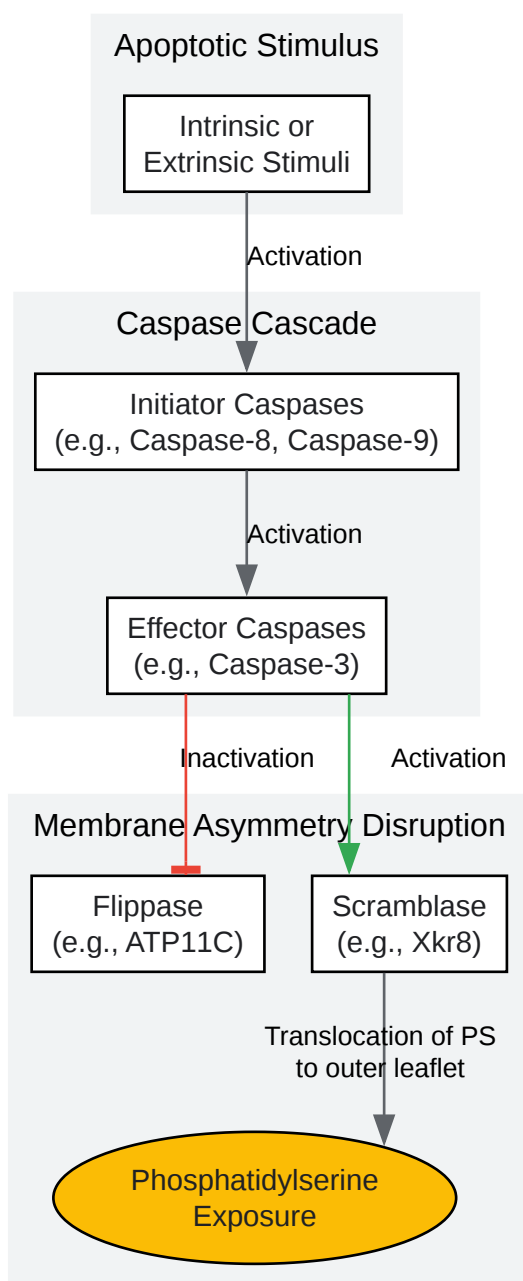 Apoptotic Stimulus
Intrinsic or
Extrinsic Stimuli
Activation
Caspase Cascade
Initiator Caspases
(e.g., Caspase-8, Caspase-9)
Activation
Effector Caspases
(e.g., Caspase-3)
Inactivation
Activation
Membrane Asymmetry Disruption
Flippase
(e.g., ATP11C)
Scramblase
(e.g., Xkr8)
Translocation of PS
to outer leaflet
Phosphatidylserine
Exposure